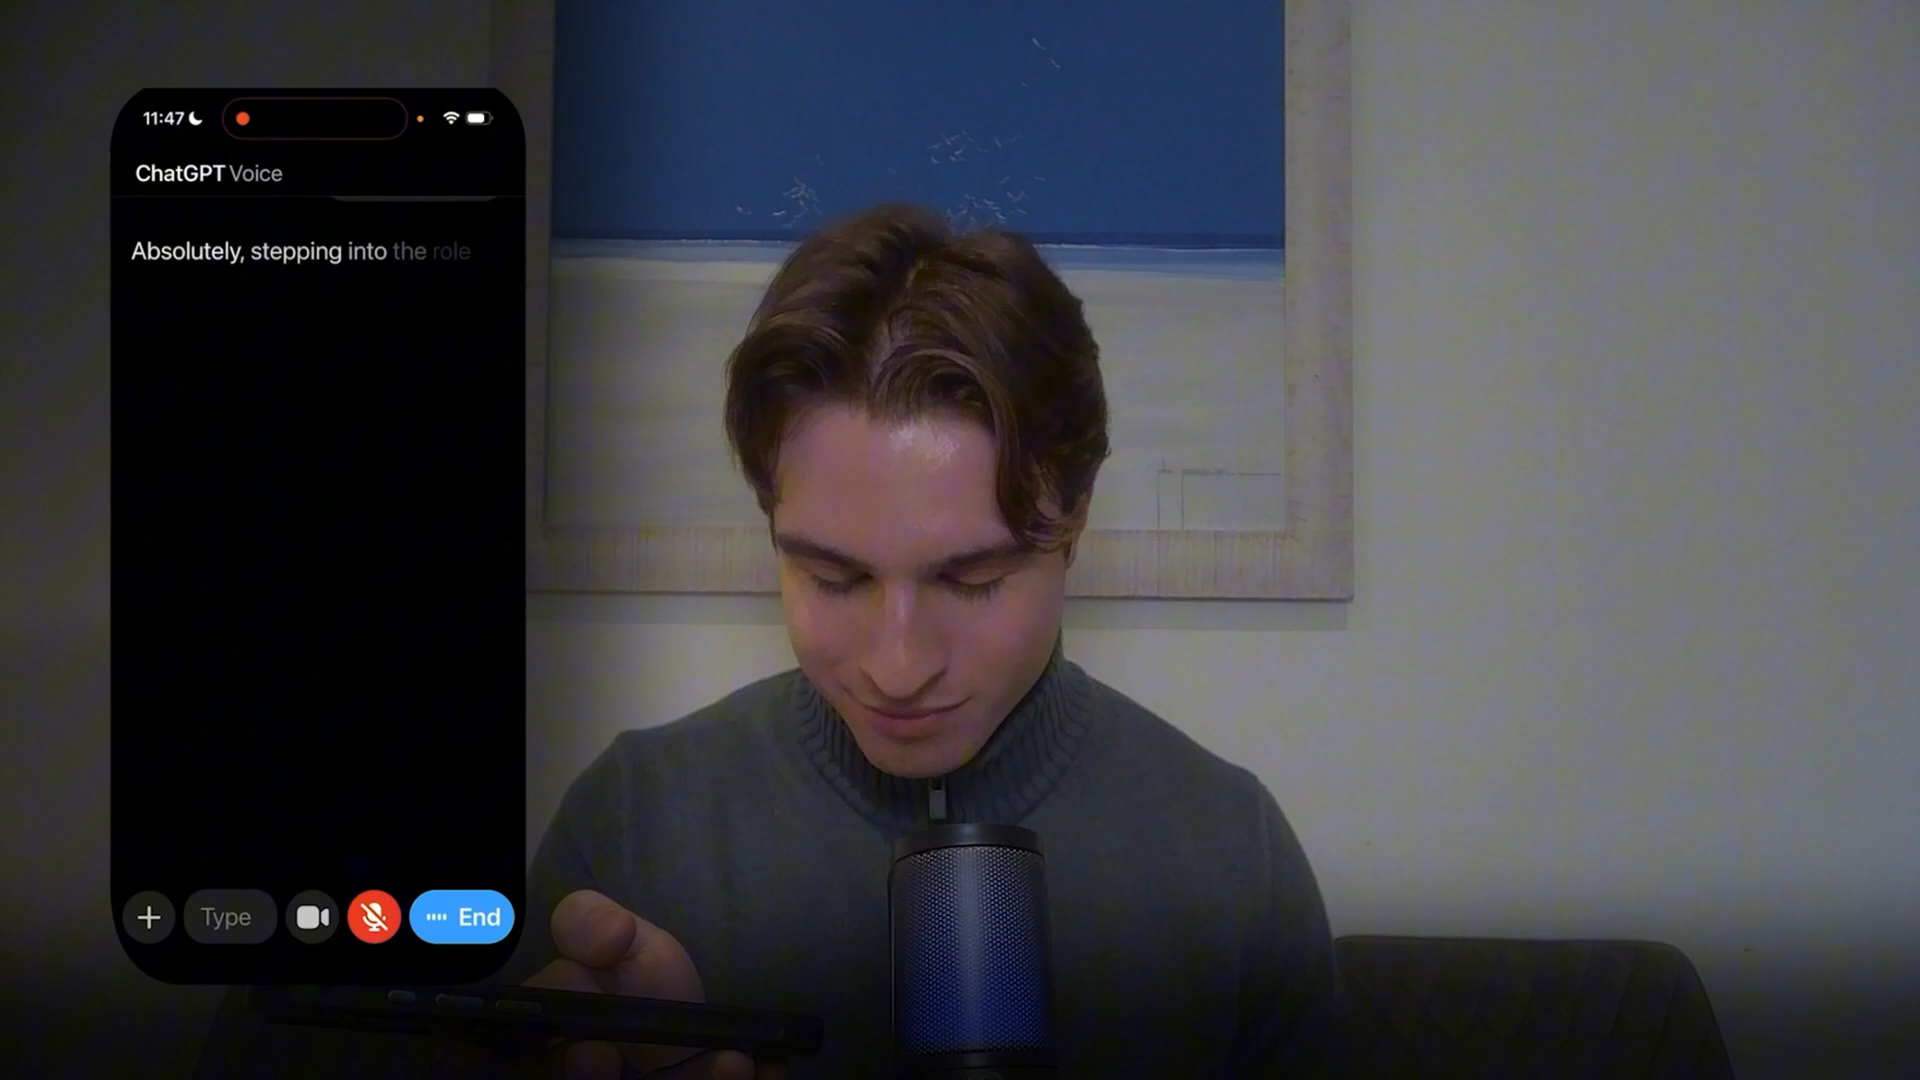 11:47
ChatGPT Voice
Absolutely, stepping into the role
Type
End